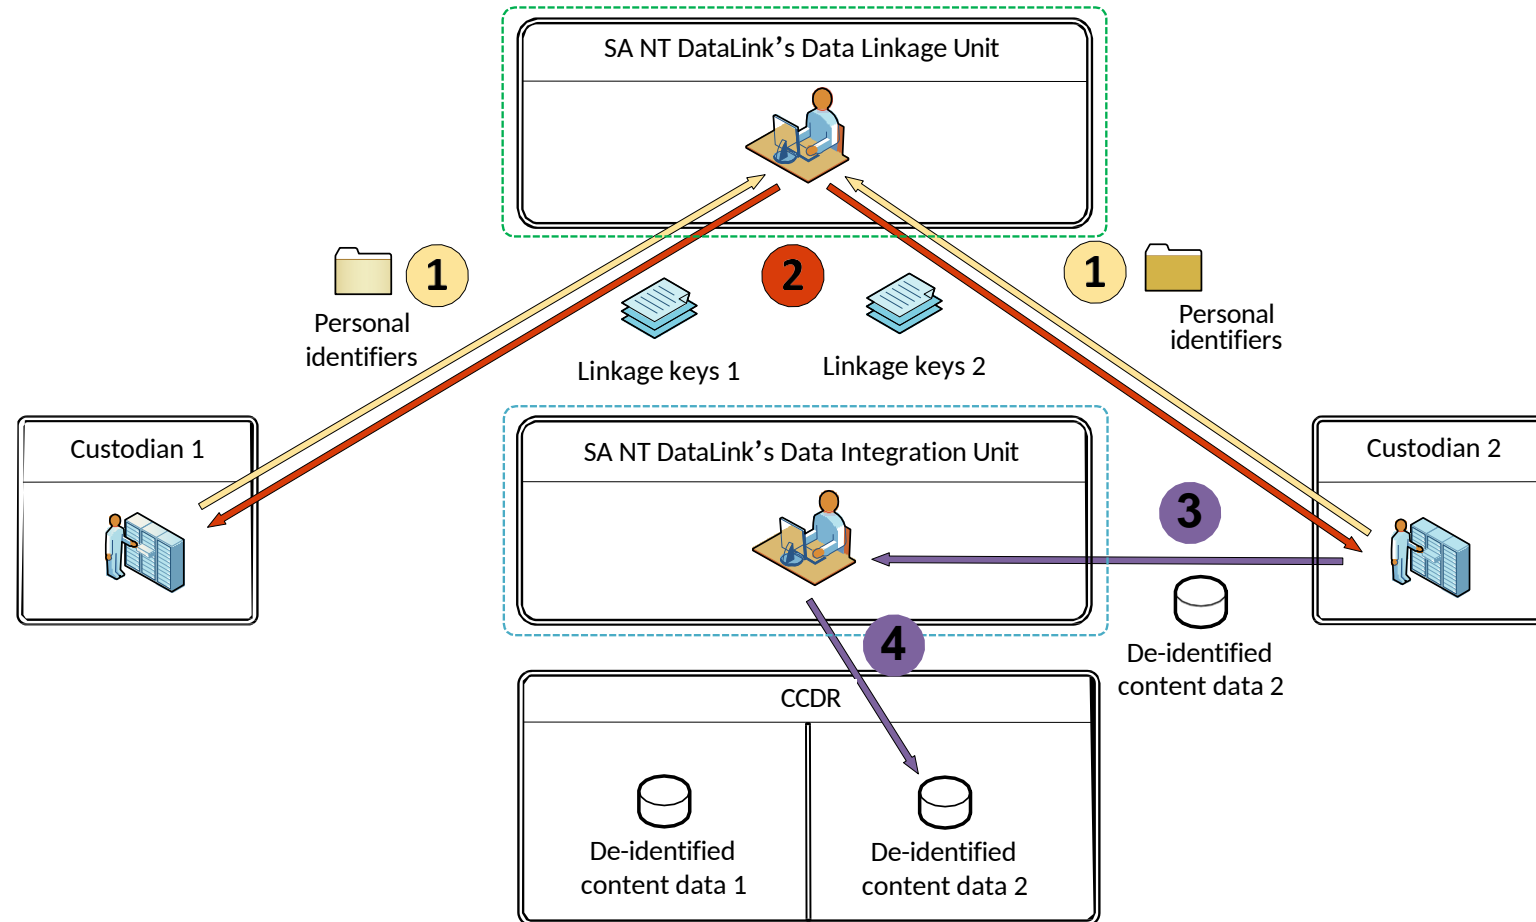 SA NT DataLink’s Data Linkage Unit
1
2
1
Personal
identifiers
Personal
identifiers
Linkage keys 1
Linkage keys 2
Custodian 1
SA NT DataLink’s Data Integration Unit
Custodian 2
3
4
De-identified
content data 2
CCDR
De-identified
content data 1
De-identified
content data 2